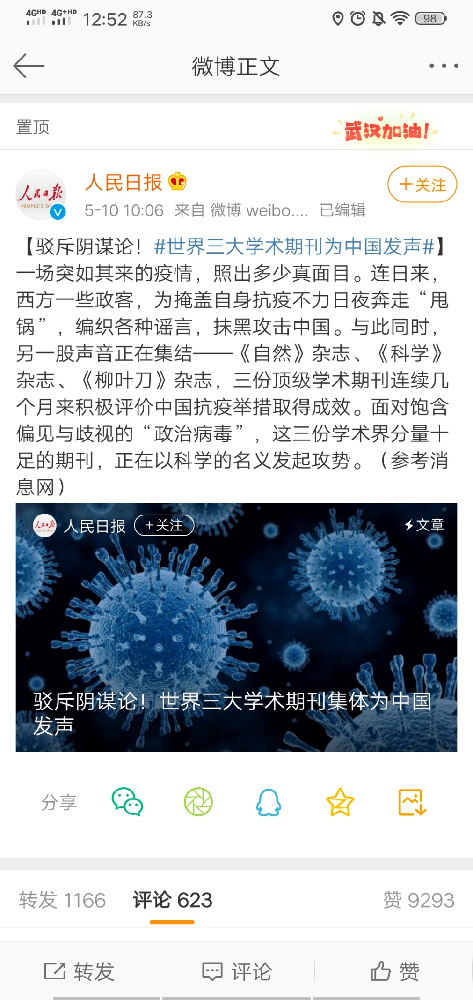 4GHD 4G+HD 12:52 87.3 KB/s 98
微博正文
置顶 武汉加油!
人民日报
+关注
人民日报
PEOPLE'S DA
5-10 10:06 来自 微博 weibo.... 已编辑
【驳斥阴谋论！#世界三大学术期刊为中国发声#】
一场突如其来的疫情，照出多少真面目。连日来，
西方一些政客，为掩盖自身抗疫不力日夜奔走“甩
锅”，编织各种谣言，抹黑攻击中国。与此同时，
另一股声音正在集结——《自然》杂志、《科学》
杂志、《柳叶刀》杂志，三份顶级学术期刊连续几
个月来积极评价中国抗疫举措取得成效。面对饱含
偏见与歧视的“政治病毒”，这三份学术界分量十
足的期刊，正在以科学的名义发起攻势。（参考消
息网）
人民日报 人民日报 +关注 文章
驳斥阴谋论！世界三大学术期刊集体为中国
发声
分享
转发 1166 评论 623 赞 9293
转发 评论 赞